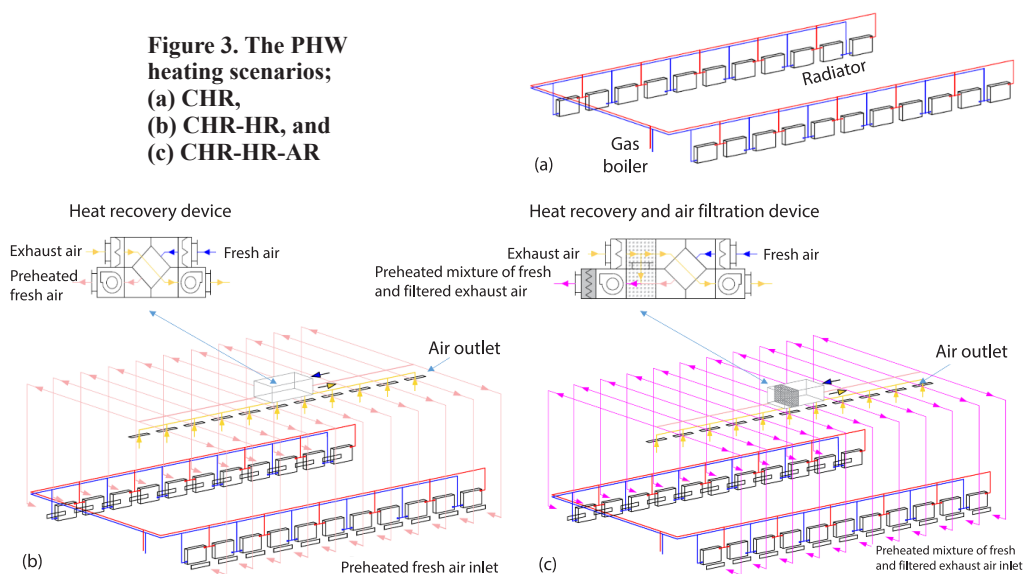 Figure 3. The PHW
heating scenarios;
(a) CHR,
(b) CHR-HR, and
(c) CHR-HR-AR
Radiator
Gas
boiler
(a)
Heat recovery device
Exhaust air
Fresh air
Preheated
fresh air
Air outlet
(b)
Preheated fresh air inlet
Heat recovery and air filtration device
Exhaust air
Fresh air
Preheated mixture of fresh
and filtered exhaust air
Air outlet
(c)
Preheated mixture of fresh
and filtered exhaust air inlet